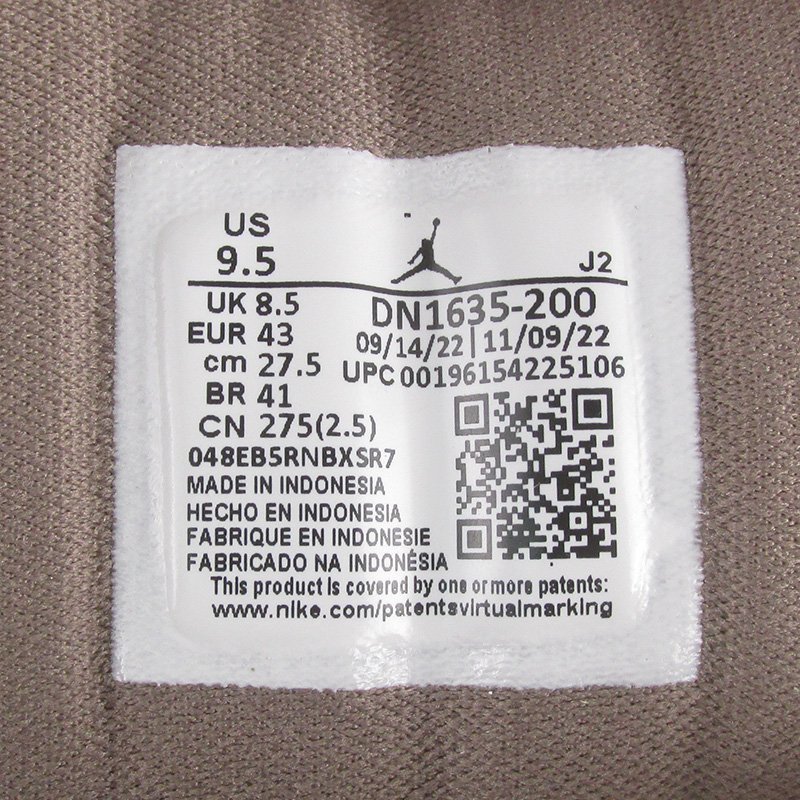 US
9.5
J2
UK 8.5
EUR 43
cm 27.5
BR 41
CN 275(2.5)
DN1635-200
09/14/22 | 11/09/22
UPC 00196154225106
048EB5RNBXSR7
MADE IN INDONESIA
HECHO EN INDONESIA
FABRIQUE EN INDONESIE
FABRICADO NA INDONÉSIA
This product is covered by one or more patents:
www.nike.com/patentsvirtualmarking